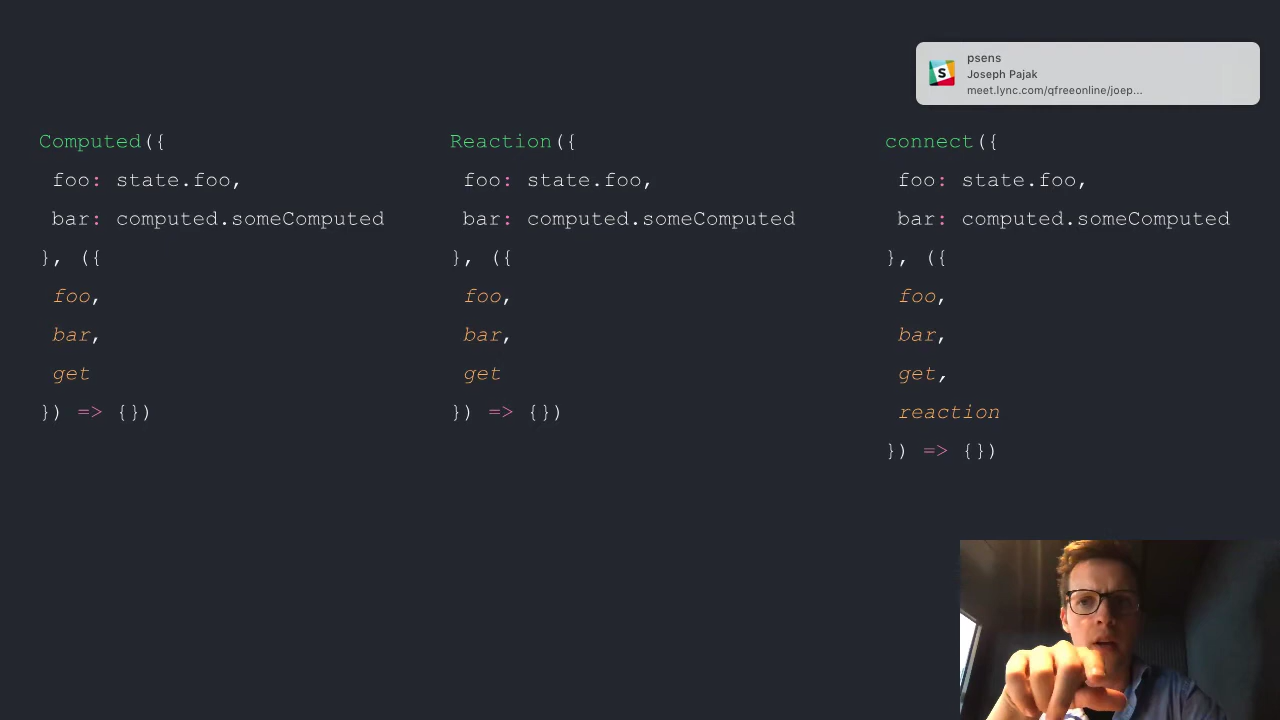 psens
Joseph Pajak
meet.lync.com/qfreeonline/joep...
Computed({
foo: state.foo,
bar: computed.someComputed
}, ({
foo,
bar,
get
}) => {})
Reaction({
foo: state.foo,
bar: computed.someComputed
}, ({
foo,
bar,
get
}) => {})
connect({
foo: state.foo,
bar: computed.someComputed
}, ({
foo,
bar,
get,
reaction
}) => {})